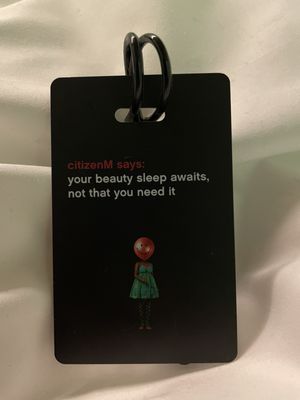 citizenM says:
your beauty sleep awaits,
not that you need it